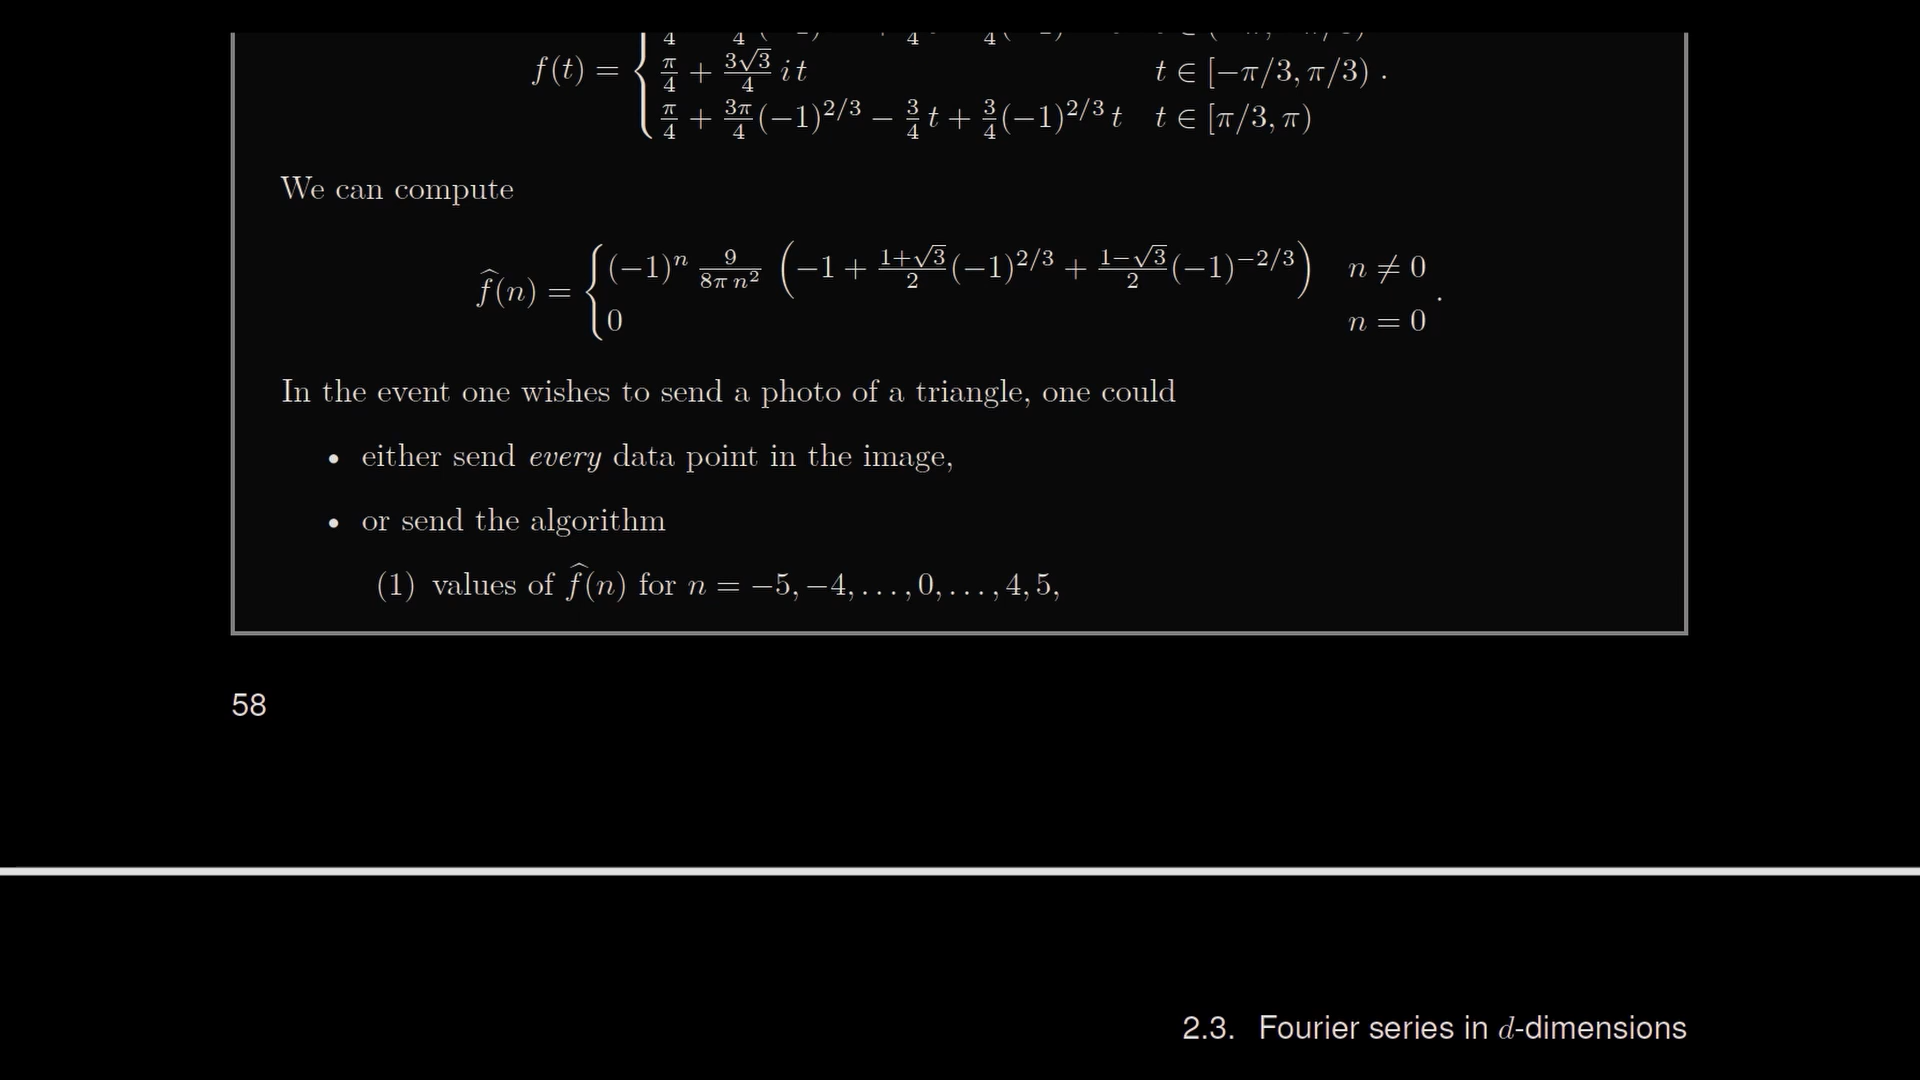 f(t) = { π/4 + 3√3/4 i t    t ∈ [−π/3, π/3) .
π/4 + 3π/4 (−1)^{2/3} − 3/4 t + 3/4 (−1)^{2/3} t    t ∈ [π/3, π)
We can compute
f̂(n) = { (−1)^n 9/(8π n²) (−1 + (1+√3)/2 (−1)^{2/3} + (1−√3)/2 (−1)^{−2/3})    n ≠ 0
0    n = 0 .
In the event one wishes to send a photo of a triangle, one could
• either send every data point in the image,
• or send the algorithm
(1) values of f̂(n) for n = −5, −4, . . . , 0, . . . , 4, 5,
58
2.3. Fourier series in d-dimensions